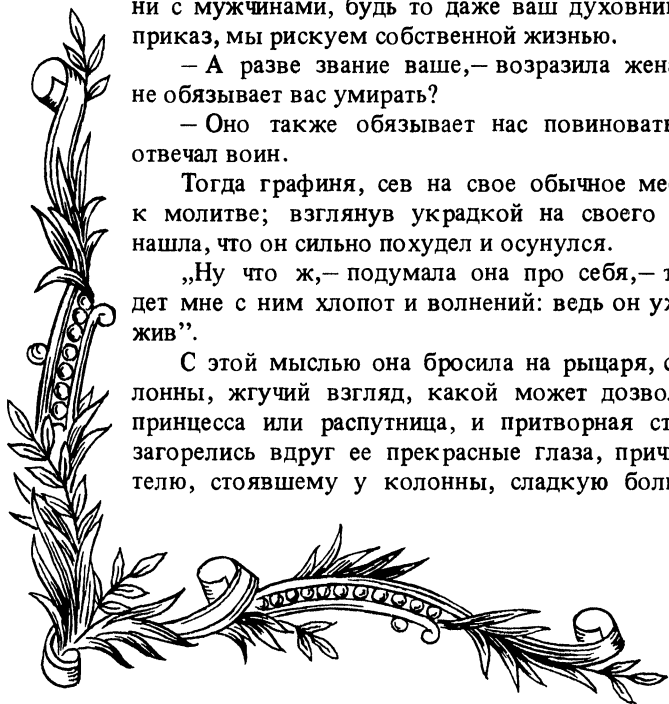 ни с мужчинами, будь то даже ваш духовни
приказ, мы рискуем собственной жизнью.
— А разве звание ваше,— возразила жена
не обязывает вас умирать?
— Оно также обязывает нас повиноват
отвечал воин.
Тогда графиня, сев на свое обычное ме
к молитве; взглянув украдкой на своего
нашла, что он сильно похудел и осунулся.
„Ну что ж,— подумала она про себя,— т
дет мне с ним хлопот и волнений: ведь он уж
жив”.
С этой мыслью она бросила на рыцаря, с
лонны, жгучий взгляд, какой может дозво
принцесса или распутница, и притворная ст
загорелись вдруг ее прекрасные глаза, прич
телю, стоявшему у колонны, сладкую бол